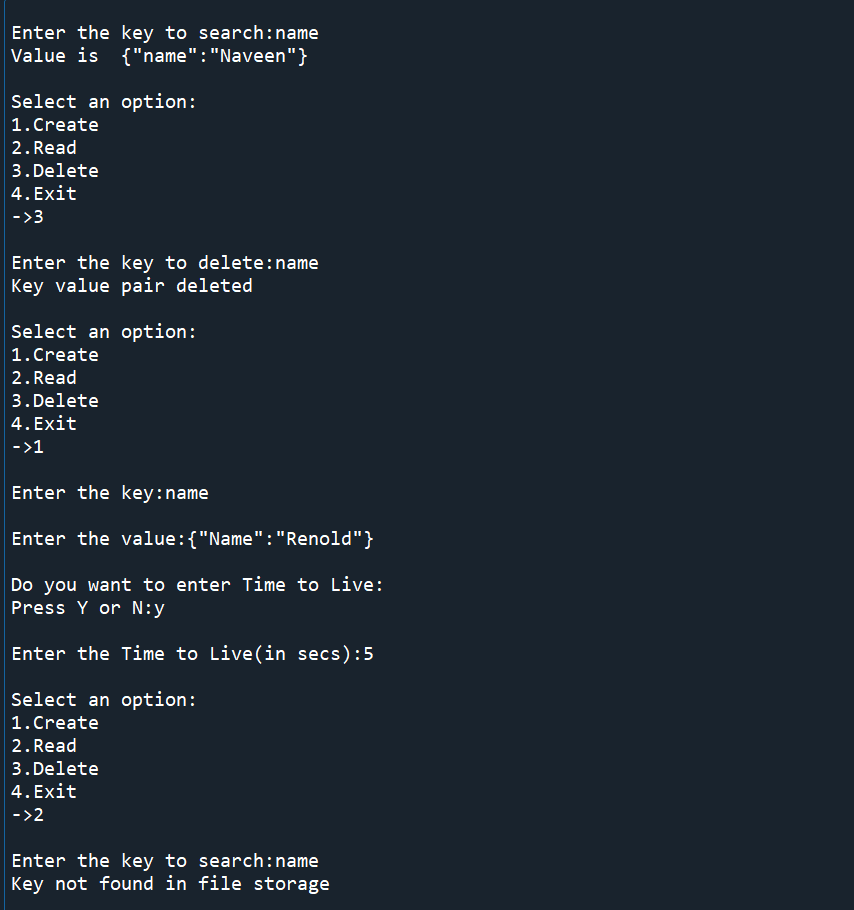 Enter the key to search:name
Value is  {"name":"Naveen"}
Select an option:
1.Create
2.Read
3.Delete
4.Exit
->3
Enter the key to delete:name
Key value pair deleted
Select an option:
1.Create
2.Read
3.Delete
4.Exit
->1
Enter the key:name
Enter the value:{"Name":"Renold"}
Do you want to enter Time to Live:
Press Y or N:y
Enter the Time to Live(in secs):5
Select an option:
1.Create
2.Read
3.Delete
4.Exit
->2
Enter the key to search:name
Key not found in file storage